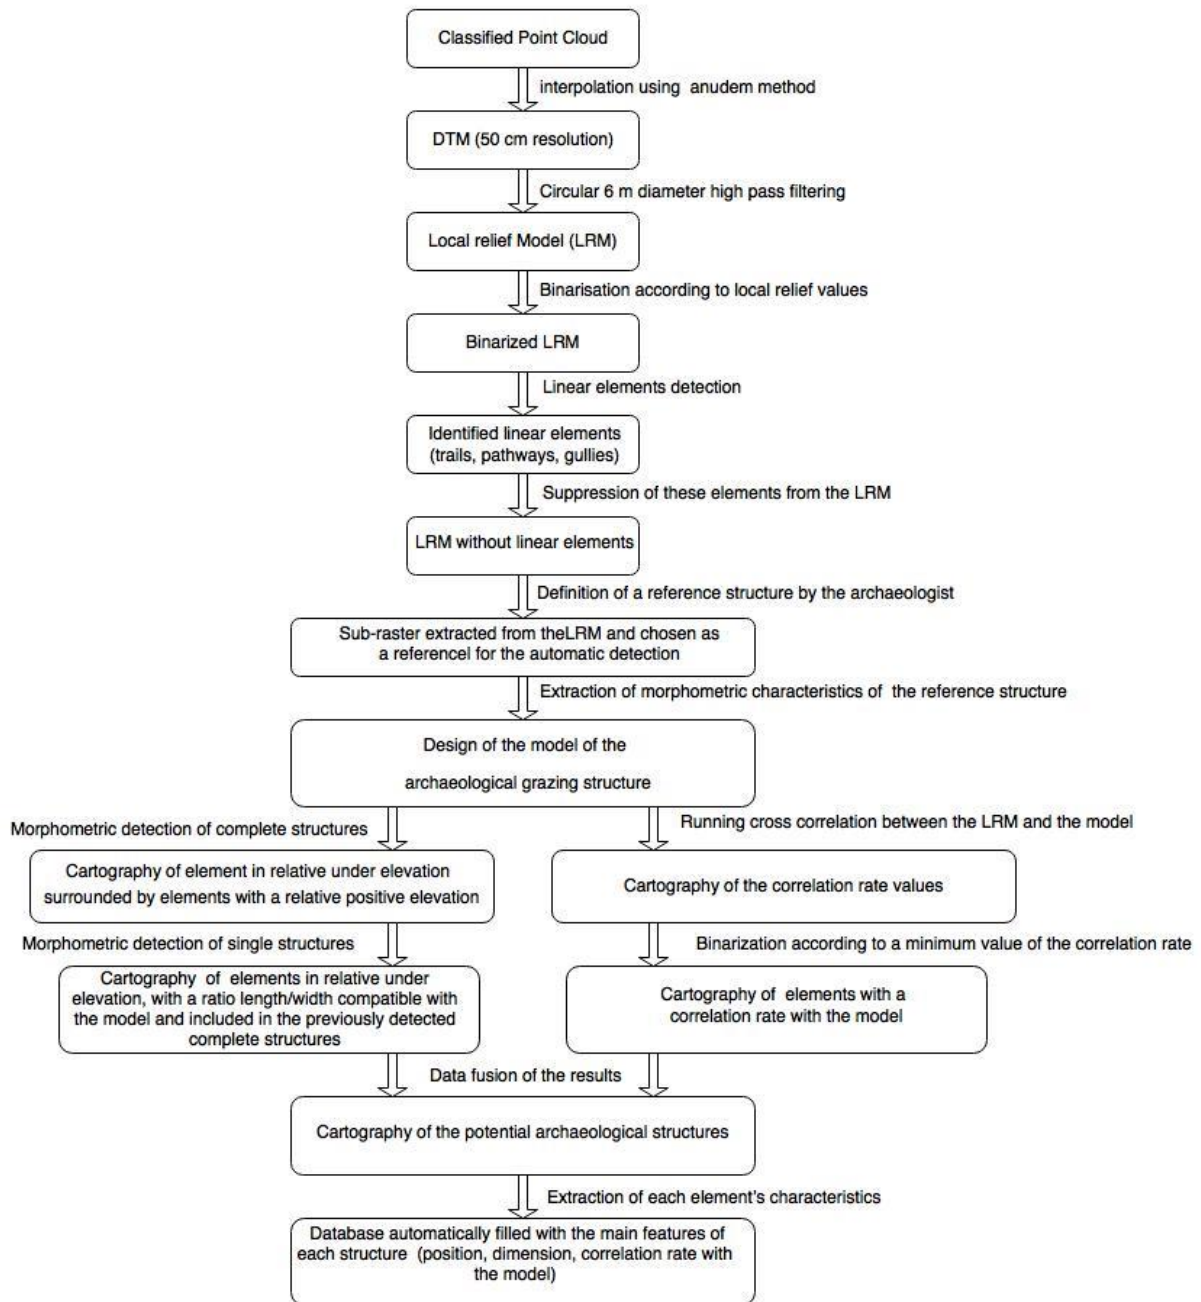 Classified Point Cloud
interpolation using anudem method
DTM (50 cm resolution)
Circular 6 m diameter high pass filtering
Local relief Model (LRM)
Binarisation according to local relief values
Binarized LRM
Linear elements detection
Identified linear elements
(trails, pathways, gullies)
Suppression of these elements from the LRM
LRM without linear elements
Definition of a reference structure by the archaeologist
Sub-raster extracted from theLRM and chosen as
a referencel for the automatic detection
Extraction of morphometric characteristics of the reference structure
Design of the model of the
archaeological grazing structure
Morphometric detection of complete structures
Running cross correlation between the LRM and the model
Cartography of element in relative under elevation
surrounded by elements with a relative positive elevation
Cartography of the correlation rate values
Morphometric detection of single structures
Binarization according to a minimum value of the correlation rate
Cartography of elements in relative under
elevation, with a ratio length/width compatible with
the model and included in the previously detected
complete structures
Cartography of elements with a
correlation rate with the model
Data fusion of the results
Cartography of the potential archaeological structures
Extraction of each element's characteristics
Database automatically filled with the main features of
each structure (position, dimension, correlation rate with
the model)